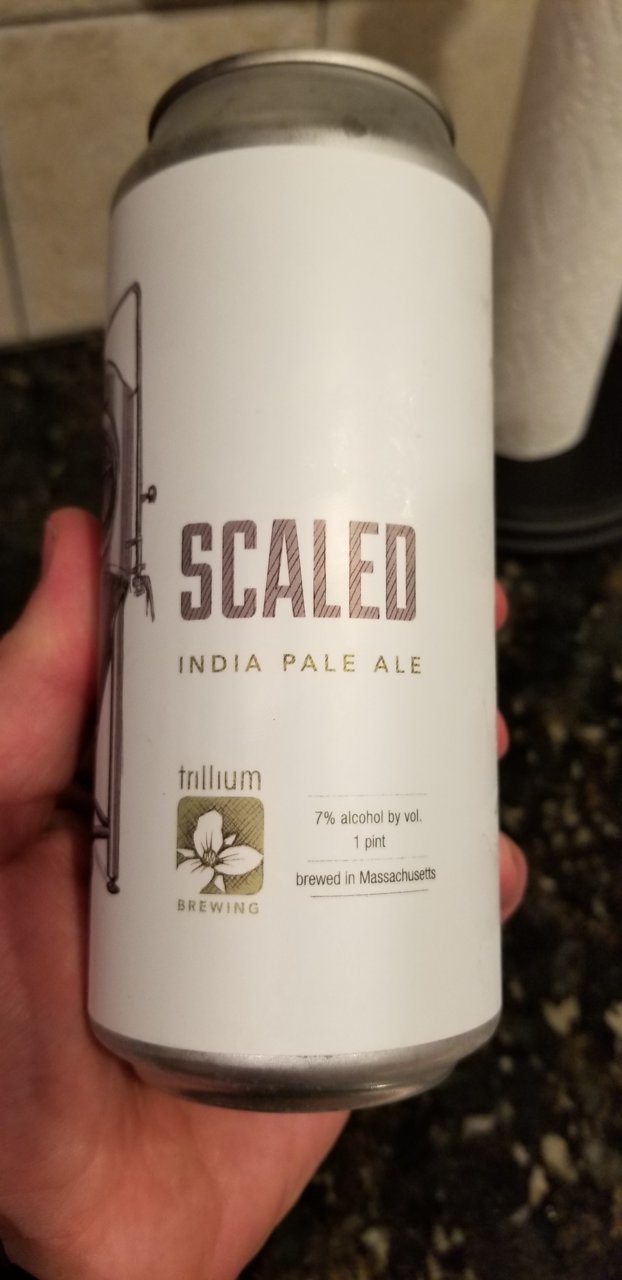 SCALED
INDIA PALE ALE
trillium
BREWING
7% alcohol by vol.
1 pint
brewed in Massachusetts